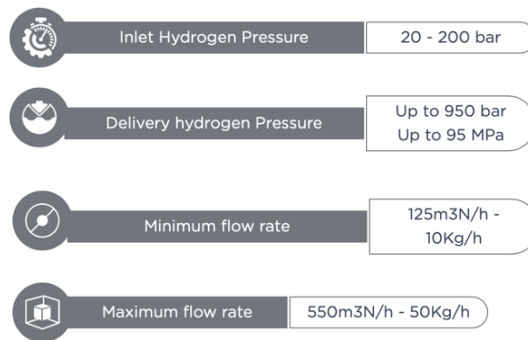 Inlet Hydrogen Pressure
20 - 200 bar
Delivery hydrogen Pressure
Up to 950 bar
Up to 95 MPa
Minimum flow rate
125m3N/h -
10Kg/h
Maximum flow rate
550m3N/h - 50Kg/h